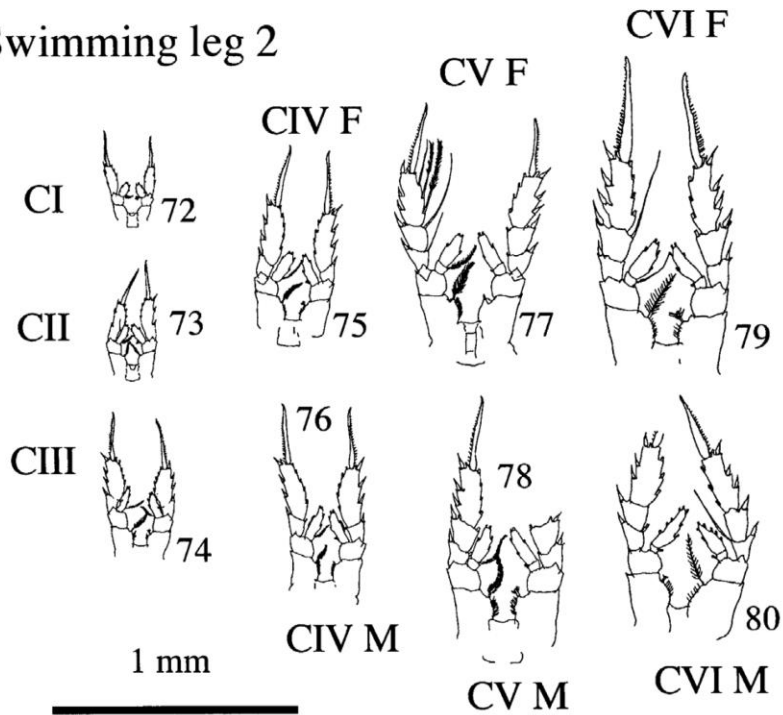 Swimming leg 2
CVI F
CV F
CIV F
CI
72
CII
73
75
77
79
CIII
74
76
78
80
CIV M
CV M
CVI M
1 mm